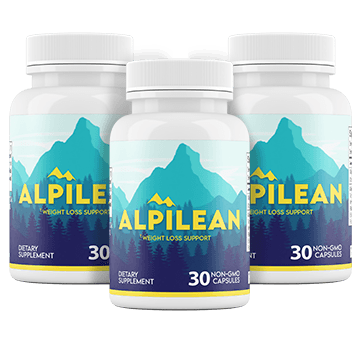 ALPILEAN
WEIGHT LOSS SUPPORT
DIETARY
SUPPLEMENT
30
NON-GMO
CAPSULES
DIETARY
SUPPLEMENT
30
30
NON-GMO
CAPSULES